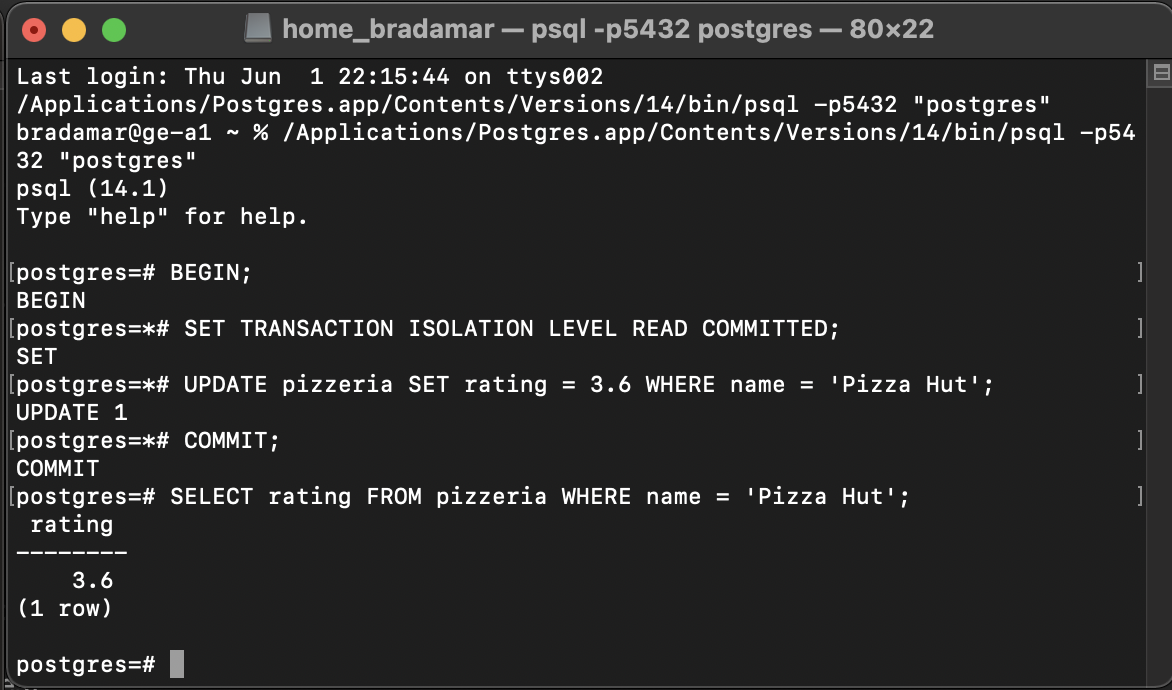 home_bradamar — psql -p5432 postgres — 80×22
Last login: Thu Jun  1 22:15:44 on ttys002
/Applications/Postgres.app/Contents/Versions/14/bin/psql -p5432 "postgres"
bradamar@ge-a1 ~ % /Applications/Postgres.app/Contents/Versions/14/bin/psql -p54
32 "postgres"
psql (14.1)
Type "help" for help.
[postgres=# BEGIN; ]
BEGIN
[postgres=*# SET TRANSACTION ISOLATION LEVEL READ COMMITTED; ]
SET
[postgres=*# UPDATE pizzeria SET rating = 3.6 WHERE name = 'Pizza Hut'; ]
UPDATE 1
[postgres=*# COMMIT; ]
COMMIT
[postgres=# SELECT rating FROM pizzeria WHERE name = 'Pizza Hut'; ]
 rating
--------
    3.6
(1 row)
postgres=#